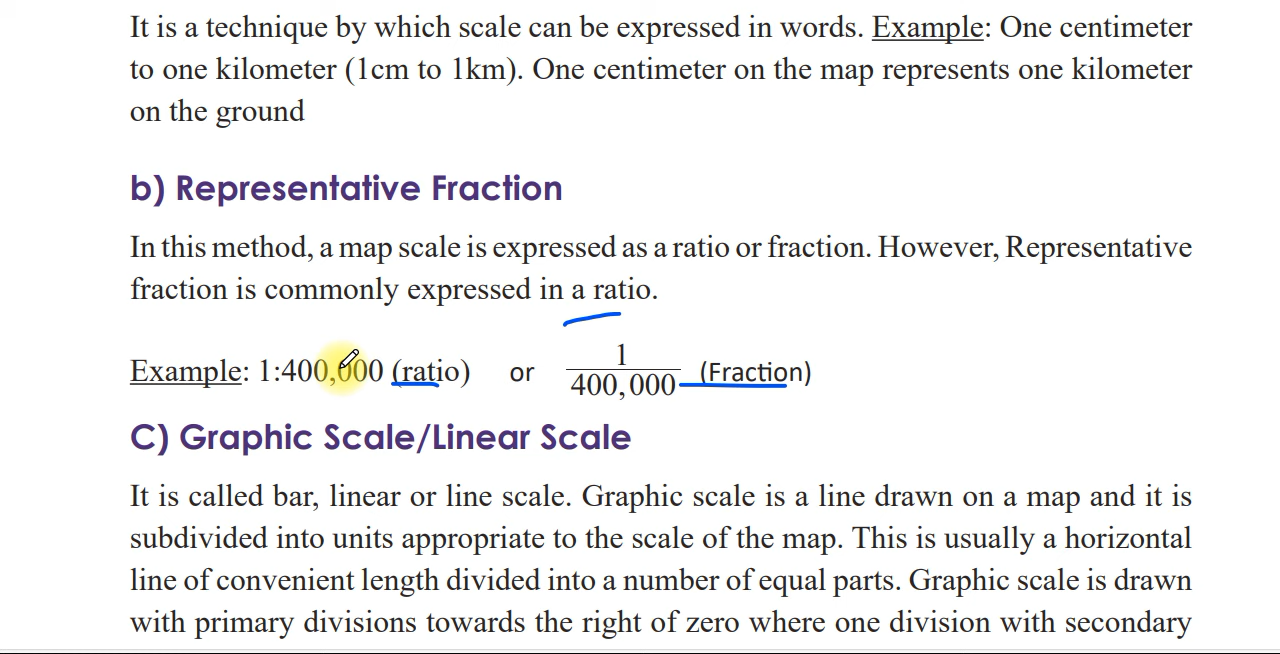 It is a technique by which scale can be expressed in words. Example: One centimeter
to one kilometer (1cm to 1km). One centimeter on the map represents one kilometer
on the ground
b) Representative Fraction
In this method, a map scale is expressed as a ratio or fraction. However, Representative
fraction is commonly expressed in a ratio.
Example: 1:400,000 (ratio) or 1/400,000 (Fraction)
C) Graphic Scale/Linear Scale
It is called bar, linear or line scale. Graphic scale is a line drawn on a map and it is
subdivided into units appropriate to the scale of the map. This is usually a horizontal
line of convenient length divided into a number of equal parts. Graphic scale is drawn
with primary divisions towards the right of zero where one division with secondary